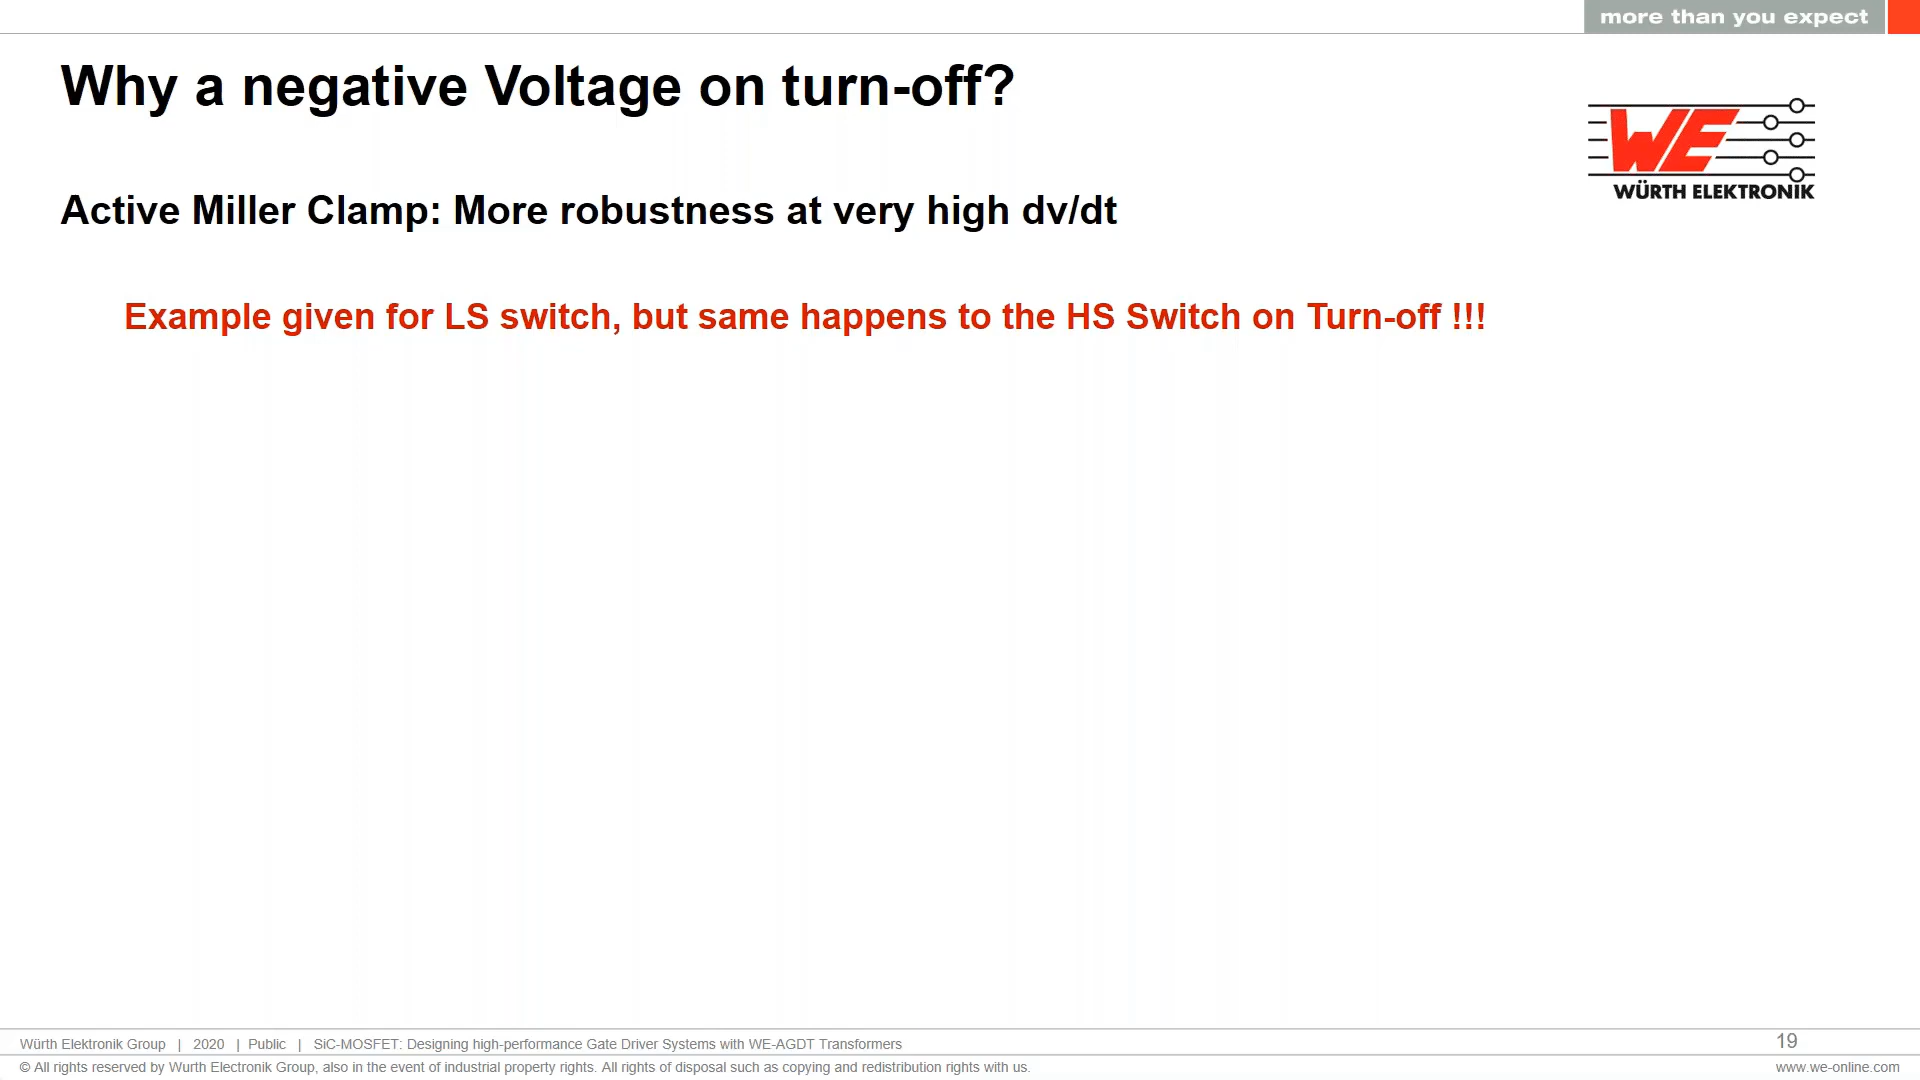 more than you expect
Why a negative Voltage on turn-off?
WE
WÜRTH ELEKTRONIK
Active Miller Clamp: More robustness at very high dv/dt
Example given for LS switch, but same happens to the HS Switch on Turn-off !!!
Würth Elektronik Group | 2020 | Public | SiC-MOSFET: Designing high-performance Gate Driver Systems with WE-AGDT Transformers
19
© All rights reserved by Wurth Electronik Group, also in the event of industrial property rights. All rights of disposal such as copying and redistribution rights with us.
www.we-online.com